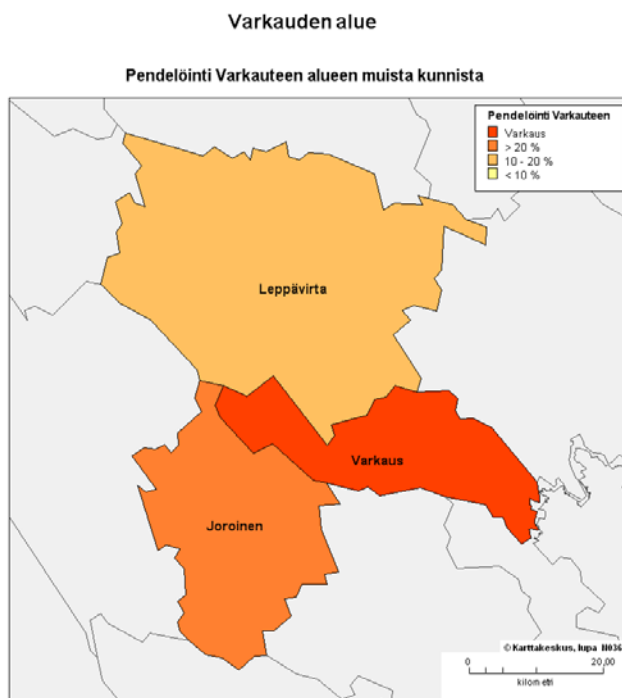 Varkauden alue
Pendelöinti Varkauteen alueen muista kunnista
Pendelöinti Varkauteen
Varkaus
> 20 %
10 - 20 %
< 10 %
Leppävirta
Varkaus
Joroinen
© Karttakeskus, lupa N036
0 20,00
kilometri